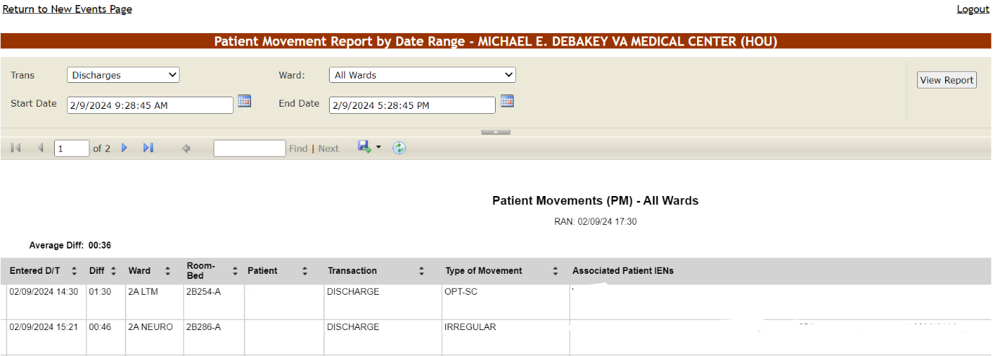 Return to New Events Page Logout
Patient Movement Report by Date Range - MICHAEL E. DEBAKEY VA MEDICAL CENTER (HOU)
Trans Discharges Ward: All Wards View Report
Start Date 2/9/2024 9:28:45 AM End Date 2/9/2024 5:28:45 PM
1 of 2 Find | Next
Patient Movements (PM) - All Wards
RAN: 02/09/24 17:30
Average Diff: 00:36
Entered D/T Diff Ward Room-Bed Patient Transaction Type of Movement Associated Patient IENs
02/09/2024 14:30 01:30 2A LTM 2B254-A DISCHARGE OPT-SC
02/09/2024 15:21 00:46 2A NEURO 2B286-A DISCHARGE IRREGULAR